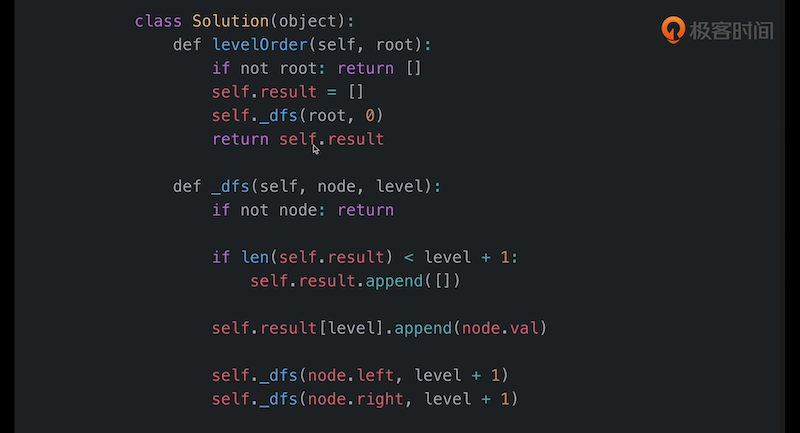 class Solution(object):
极客时间
    def levelOrder(self, root):
        if not root: return []
        self.result = []
        self._dfs(root, 0)
        return self.result
    def _dfs(self, node, level):
        if not node: return
        if len(self.result) < level + 1:
            self.result.append([])
        self.result[level].append(node.val)
        self._dfs(node.left, level + 1)
        self._dfs(node.right, level + 1)